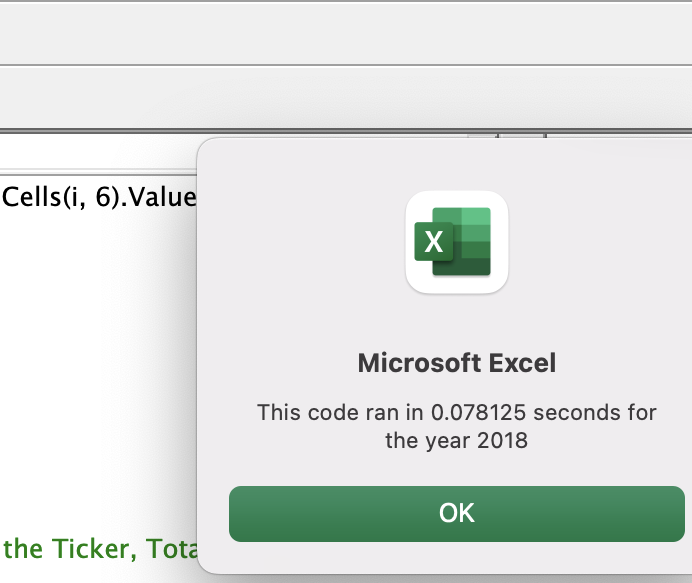 Cells(i, 6).Value
X
Microsoft Excel
This code ran in 0.078125 seconds for
the year 2018
OK
the Ticker, Tota